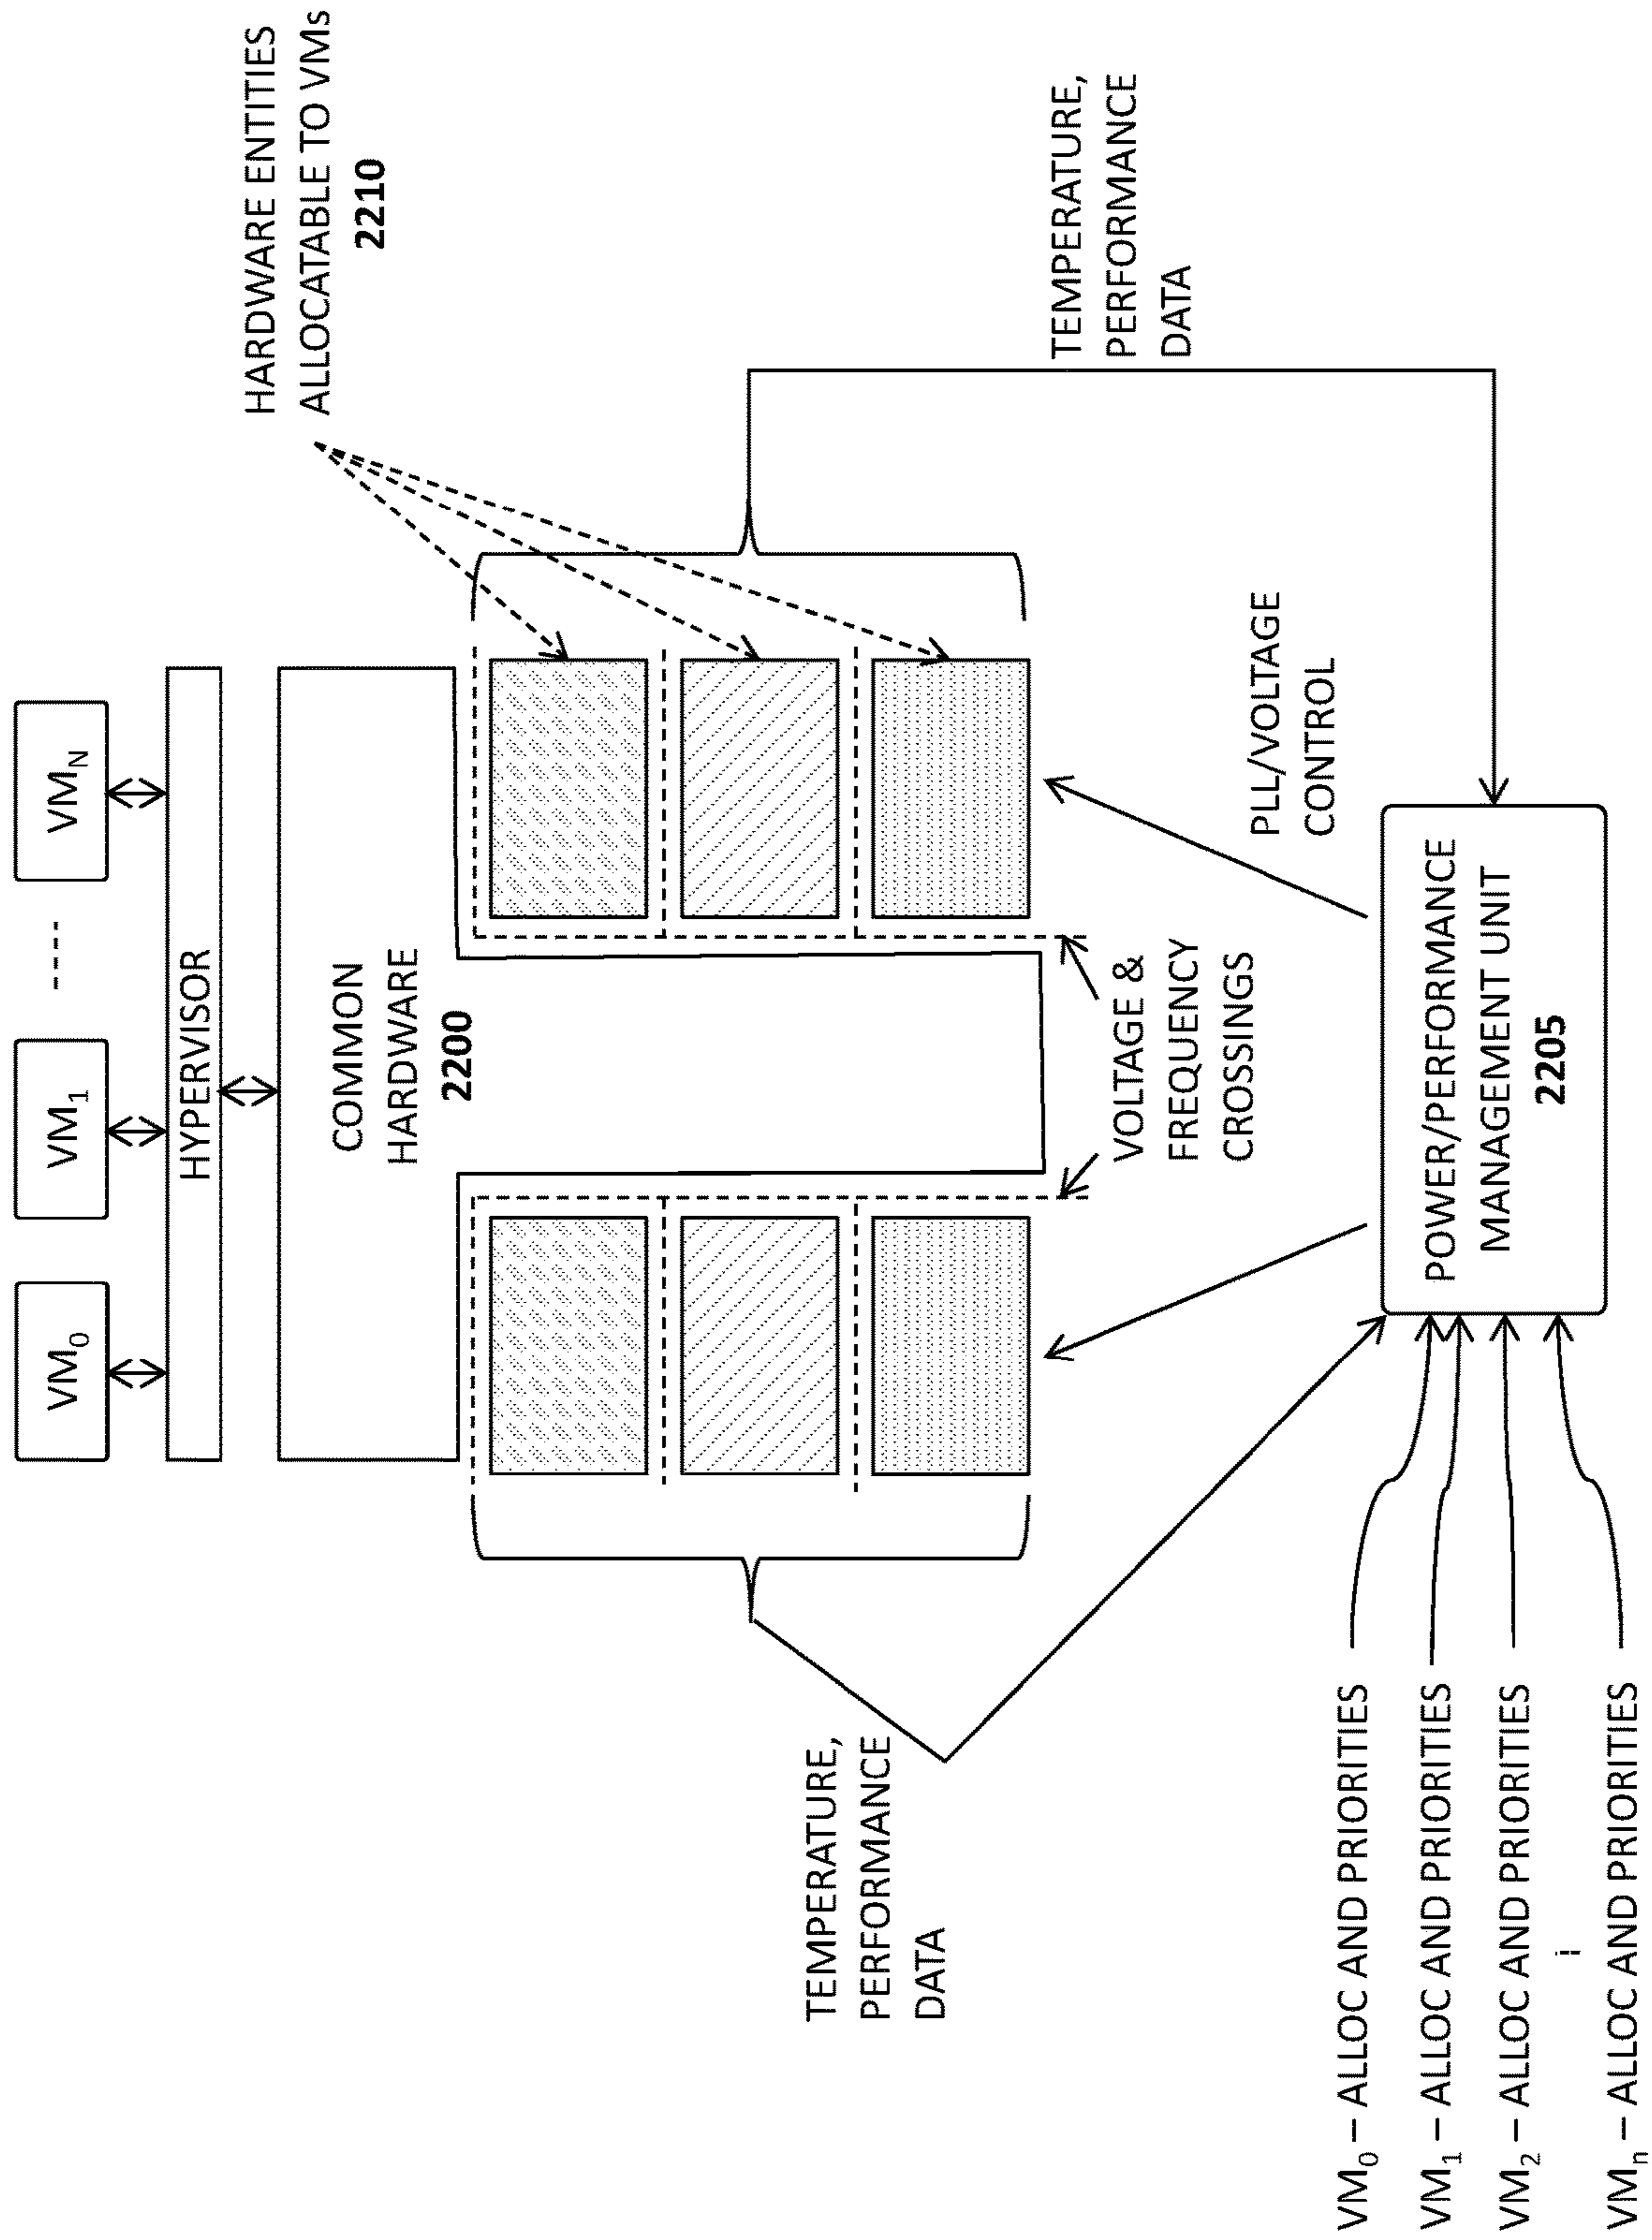 VM0
VM1
----
VMN
HYPERVISOR
COMMON
HARDWARE
2200
HARDWARE ENTITIES
ALLOCATABLE TO VMs
2210
TEMPERATURE,
PERFORMANCE
DATA
TEMPERATURE,
PERFORMANCE
DATA
VOLTAGE &
FREQUENCY
CROSSINGS
PLL/VOLTAGE
CONTROL
POWER/PERFORMANCE
MANAGEMENT UNIT
2205
VM0 – ALLOC AND PRIORITIES
VM1 – ALLOC AND PRIORITIES
VM2 – ALLOC AND PRIORITIES
VMn – ALLOC AND PRIORITIES